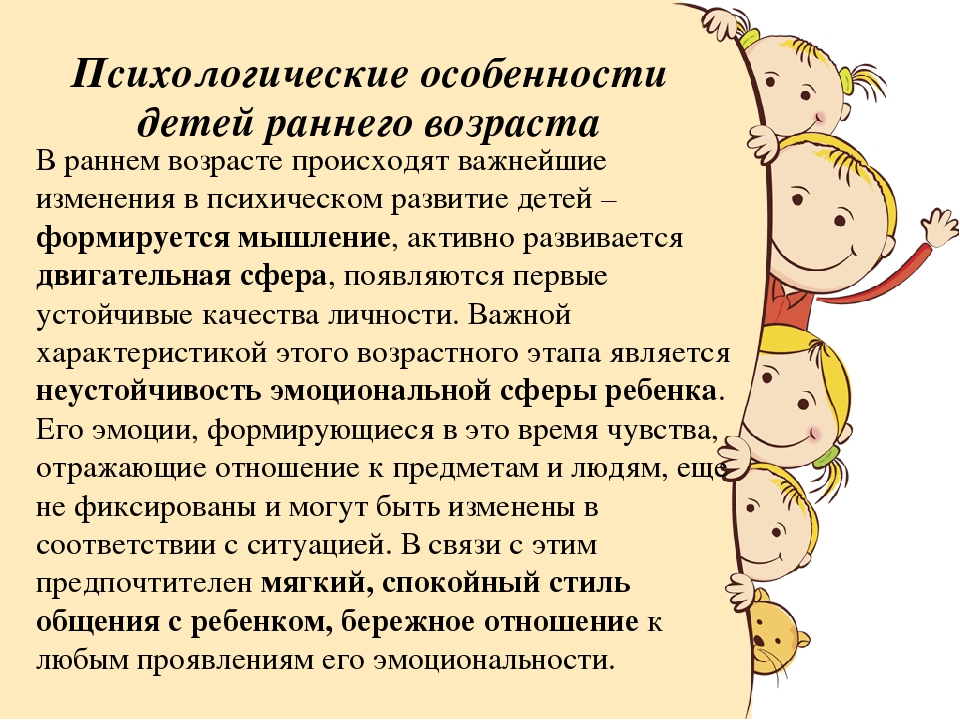 Психологические особенности
детей раннего возраста
В раннем возрасте происходят важнейшие
изменения в психическом развитие детей –
формируется мышление, активно развивается
двигательная сфера, появляются первые
устойчивые качества личности. Важной
характеристикой этого возрастного этапа является
неустойчивость эмоциональной сферы ребенка.
Его эмоции, формирующиеся в это время чувства,
отражающие отношение к предметам и людям, еще
не фиксированы и могут быть изменены в
соответствии с ситуацией. В связи с этим
предпочтителен мягкий, спокойный стиль
общения с ребенком, бережное отношение к
любым проявлениям его эмоциональности.